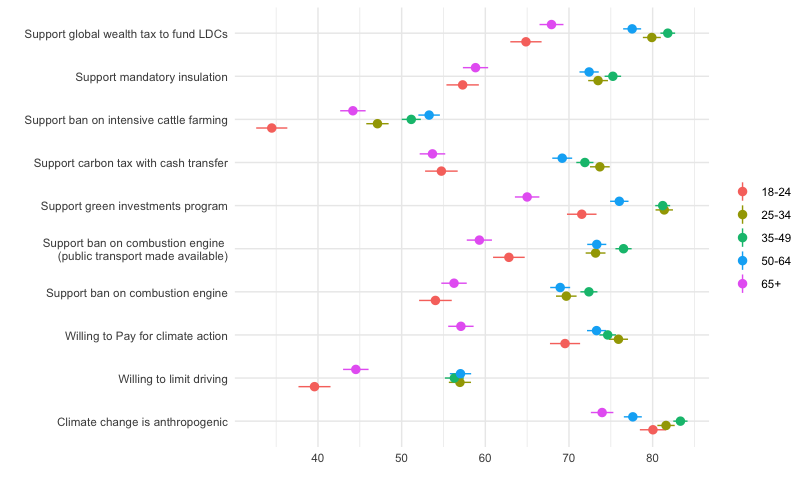 Support global wealth tax to fund LDCs
Support mandatory insulation
Support ban on intensive cattle farming
Support carbon tax with cash transfer
Support green investments program
Support ban on combustion engine
(public transport made available)
Support ban on combustion engine
Willing to Pay for climate action
Willing to limit driving
Climate change is anthropogenic
40 50 60 70 80
18-24
25-34
35-49
50-64
65+